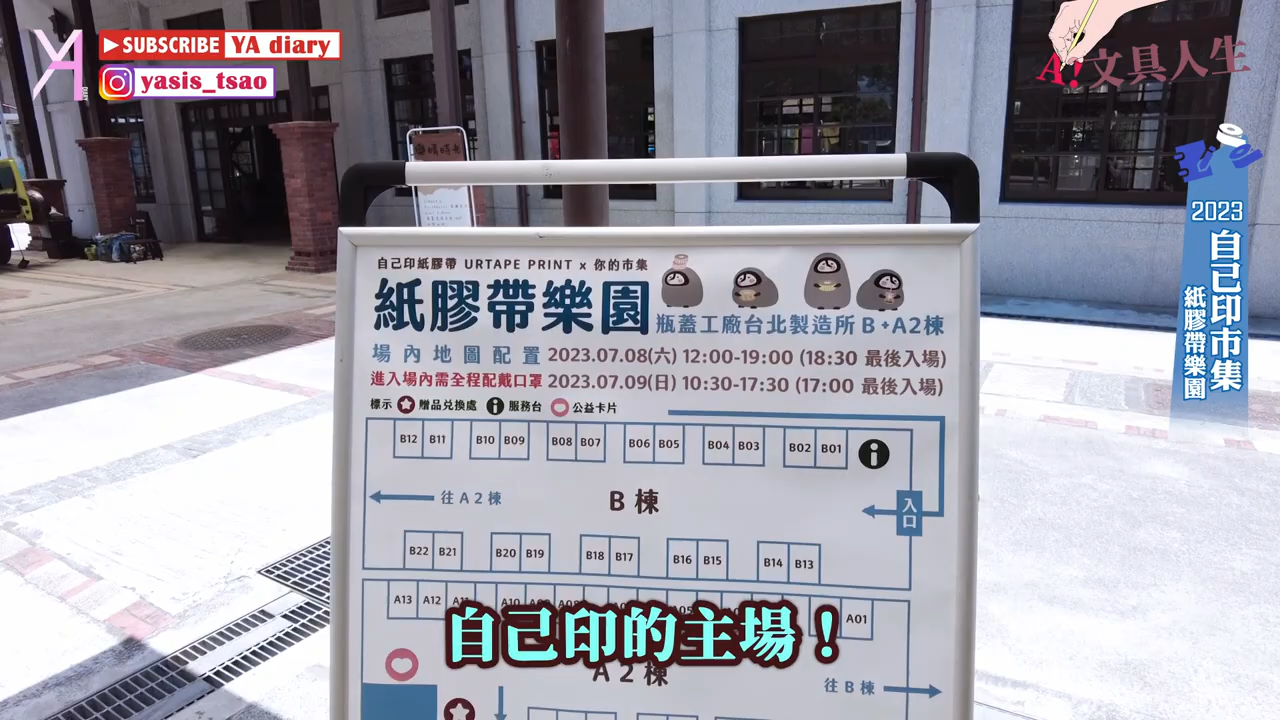 SUBSCRIBE YA diary
yasis_tsao
A!文具人生
2023
自己印市集
紙膠帶樂園
自己印紙膠帶 URTAPE PRINT x 你的市集
紙膠帶樂園
瓶蓋工廠台北製造所B+A2棟
場內地圖配置 2023.07.08(六) 12:00-19:00 (18:30 最後入場)
進入場內需全程配戴口罩 2023.07.09(日) 10:30-17:30 (17:00 最後入場)
標示 贈品兌換處 服務台 公益卡片
B12 B11 B10 B09 B08 B07 B06 B05 B04 B03 B02 B01
往A2棟
B棟
入口
B22 B21 B20 B19 B18 B17 B16 B15 B14 B13
A13 A12 A11 A10 A01
自己印的主場！
A2棟
往B棟